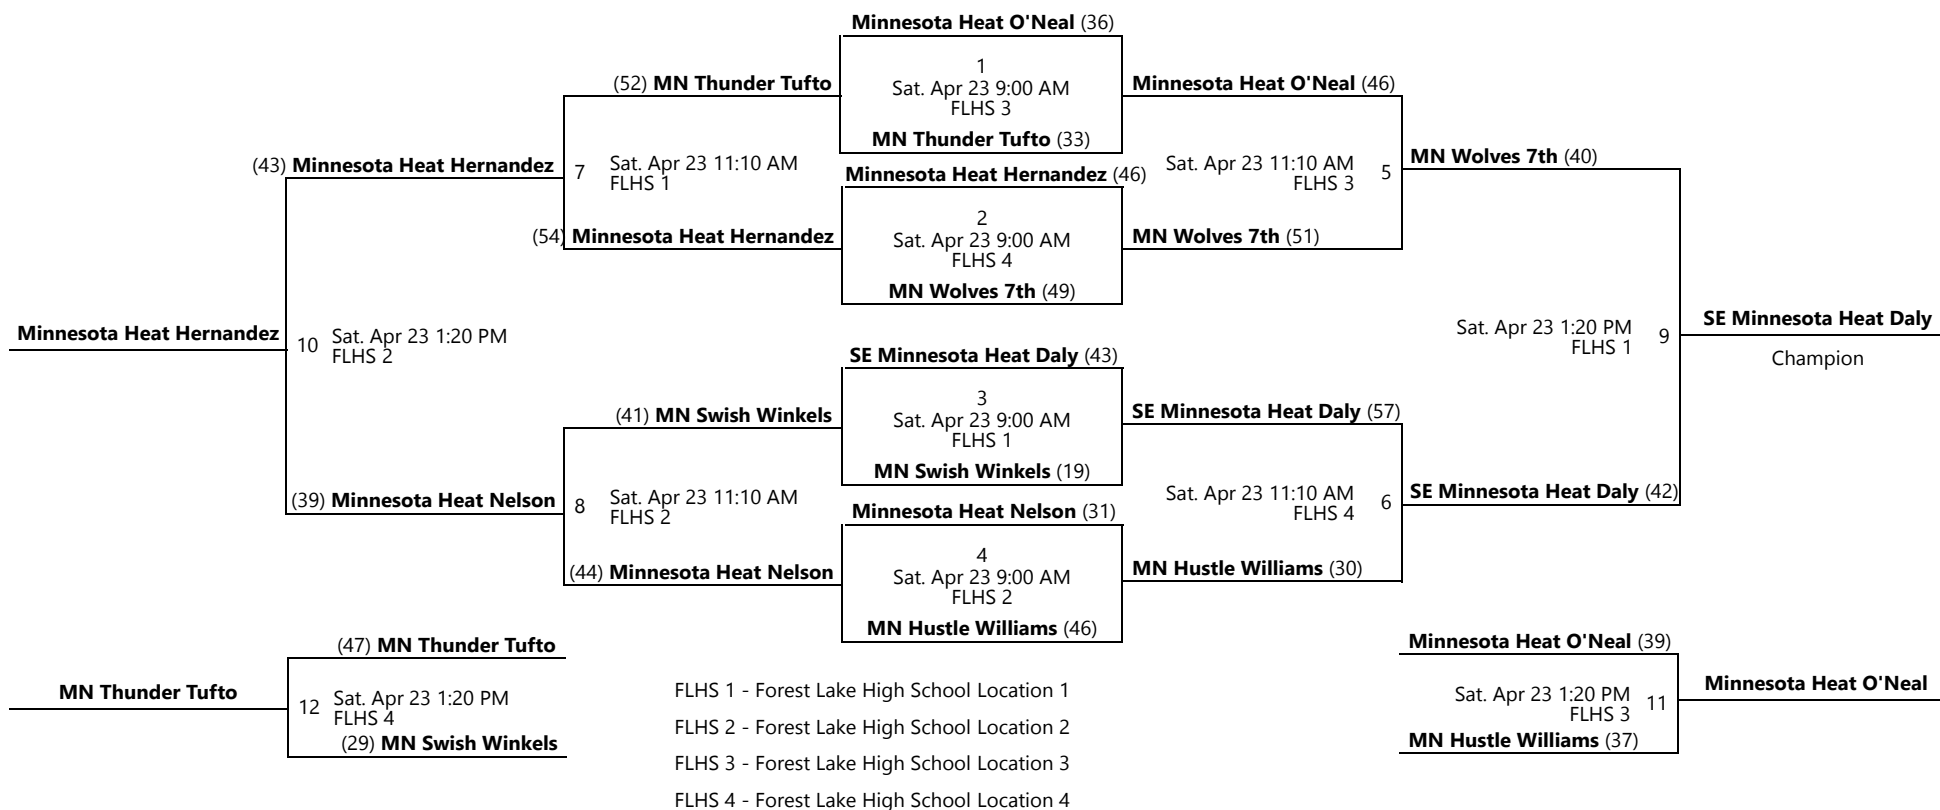 Minnesota Heat O'Neal (36)
1
Sat. Apr 23 9:00 AM
FLHS 3
MN Thunder Tufto (33)
(52) MN Thunder Tufto
Minnesota Heat O'Neal (46)
(43) Minnesota Heat Hernandez
7
Sat. Apr 23 11:10 AM
FLHS 1
Minnesota Heat Hernandez (46)
2
Sat. Apr 23 9:00 AM
FLHS 4
MN Wolves 7th (49)
Sat. Apr 23 11:10 AM
FLHS 3
5
MN Wolves 7th (40)
(54) Minnesota Heat Hernandez
MN Wolves 7th (51)
Minnesota Heat Hernandez
10
Sat. Apr 23 1:20 PM
FLHS 2
Sat. Apr 23 1:20 PM
FLHS 1
9
SE Minnesota Heat Daly
Champion
SE Minnesota Heat Daly (43)
3
Sat. Apr 23 9:00 AM
FLHS 1
MN Swish Winkels (19)
(41) MN Swish Winkels
SE Minnesota Heat Daly (57)
(39) Minnesota Heat Nelson
8
Sat. Apr 23 11:10 AM
FLHS 2
Minnesota Heat Nelson (31)
4
Sat. Apr 23 9:00 AM
FLHS 2
MN Hustle Williams (46)
Sat. Apr 23 11:10 AM
FLHS 4
6
SE Minnesota Heat Daly (42)
(44) Minnesota Heat Nelson
MN Hustle Williams (30)
(47) MN Thunder Tufto
MN Thunder Tufto
12
Sat. Apr 23 1:20 PM
FLHS 4
(29) MN Swish Winkels
FLHS 1 - Forest Lake High School Location 1
FLHS 2 - Forest Lake High School Location 2
FLHS 3 - Forest Lake High School Location 3
FLHS 4 - Forest Lake High School Location 4
Minnesota Heat O'Neal (39)
Sat. Apr 23 1:20 PM
FLHS 3
11
Minnesota Heat O'Neal
MN Hustle Williams (37)